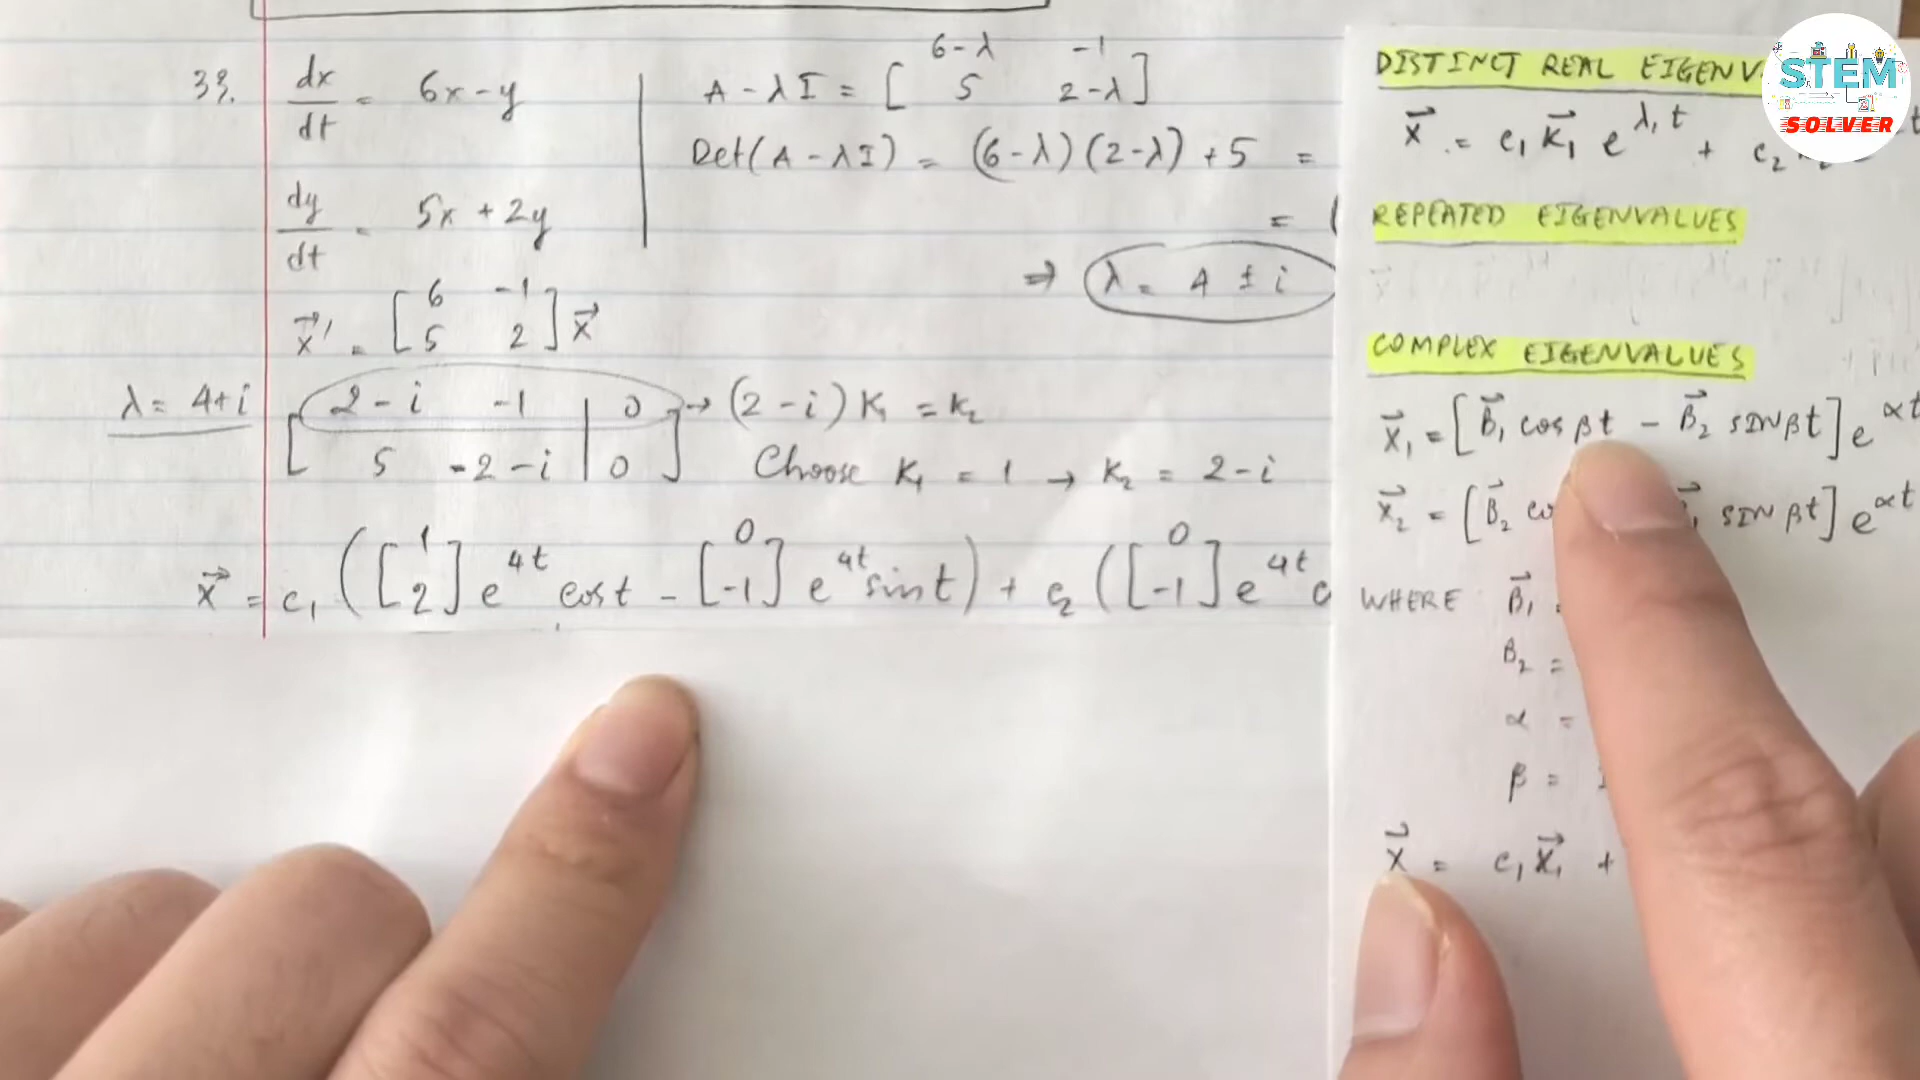 33. dx/dt = 6x - y
dy/dt = 5x + 2y
x⃗' = [6 -1; 5 2] x⃗
A - λI = [6-λ -1; 5 2-λ]
Det(A - λI) = (6-λ)(2-λ) + 5 =
= (
⇒ λ = 4 ± i
λ = 4+i [2-i -1 | 0; 5 -2-i | 0] → (2-i) K₁ = K₂
Choose K₁ = 1 → K₂ = 2-i
x⃗ = c₁ ([1; 2] e^4t cos t - [0; -1] e^4t sin t) + c₂ ([0; -1] e^4t c
DISTINCT REAL EIGENV
x⃗ = c₁ K⃗₁ e^λ₁t + c₂
REPEATED EIGENVALUES
COMPLEX EIGENVALUES
x⃗₁ = [B⃗₁ cos βt - B⃗₂ SIN βt] e^αt
x⃗₂ = [B⃗₂ co SIN βt] e^αt
WHERE B⃗₁
B₂ =
α =
β =
x⃗ = c₁ x⃗₁ +
STEM
SOLVER